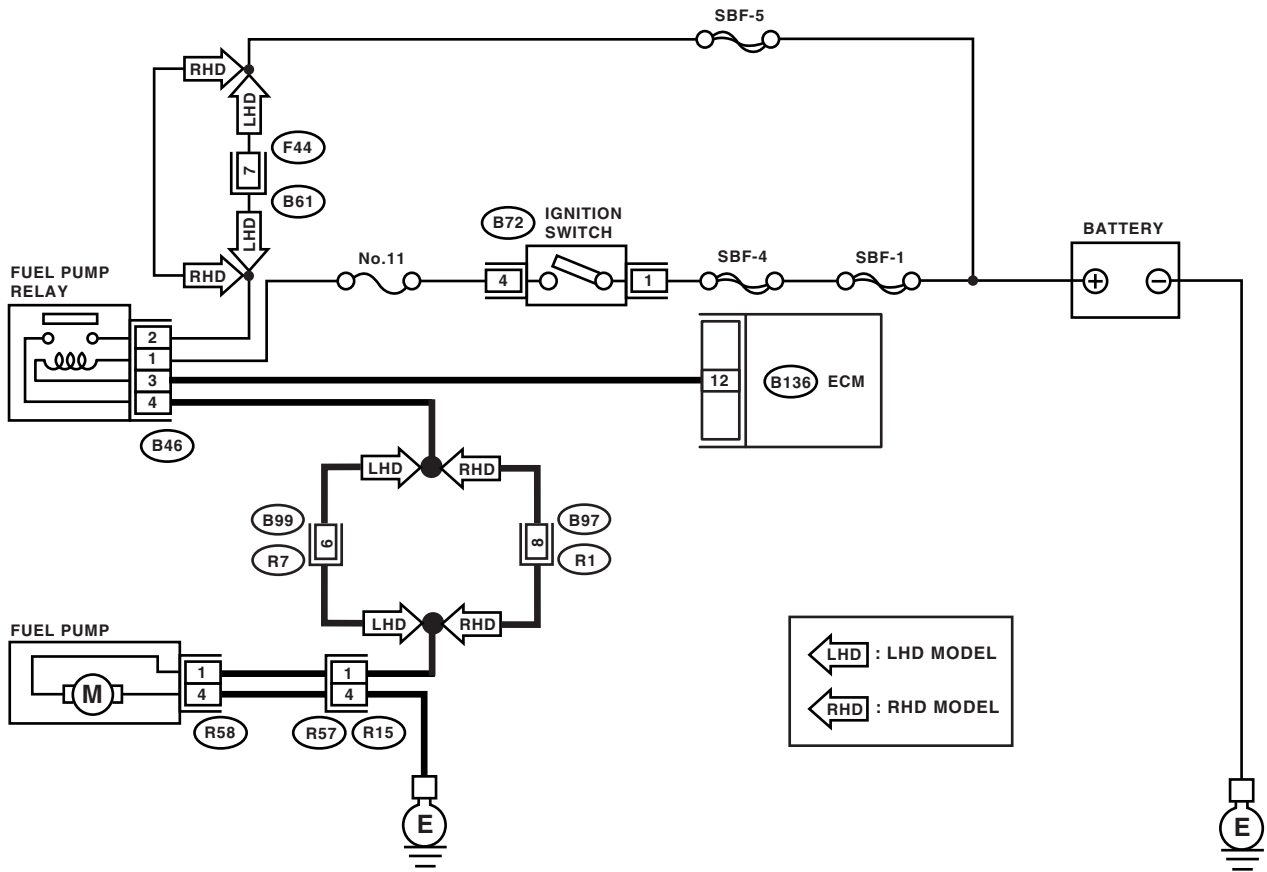 SBF-5
RHD
LHD
7
F44
B61
LHD
RHD
B72
IGNITION
SWITCH
No.11
4
1
SBF-4
SBF-1
BATTERY
+
−
FUEL PUMP
RELAY
2
1
3
4
B46
12
B136
ECM
LHD
RHD
B99
6
R7
B97
8
R1
LHD
RHD
FUEL PUMP
M
1
4
1
4
R58
R57
R15
E
LHD : LHD MODEL
RHD : RHD MODEL
E